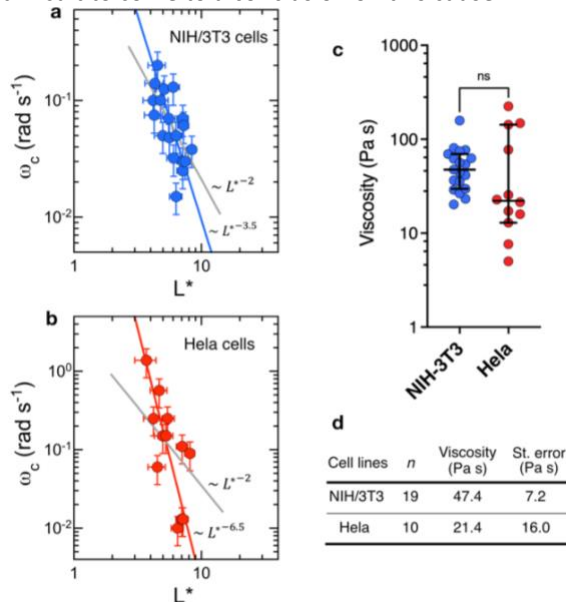 a
NIH/3T3 cells
10⁻¹
10⁻²
ω_c (rad s⁻¹)
~ L*⁻²
~ L*⁻³·⁵
1
10
L*
b
Hela cells
10⁰
10⁻¹
10⁻²
ω_c (rad s⁻¹)
~ L*⁻²
~ L*⁻⁶·⁵
1
10
L*
c
1000
100
10
1
Viscosity (Pa s)
ns
NIH-3T3
Hela
d
Cell lines n Viscosity (Pa s) St. error (Pa s)
NIH/3T3 19 47.4 7.2
Hela 10 21.4 16.0